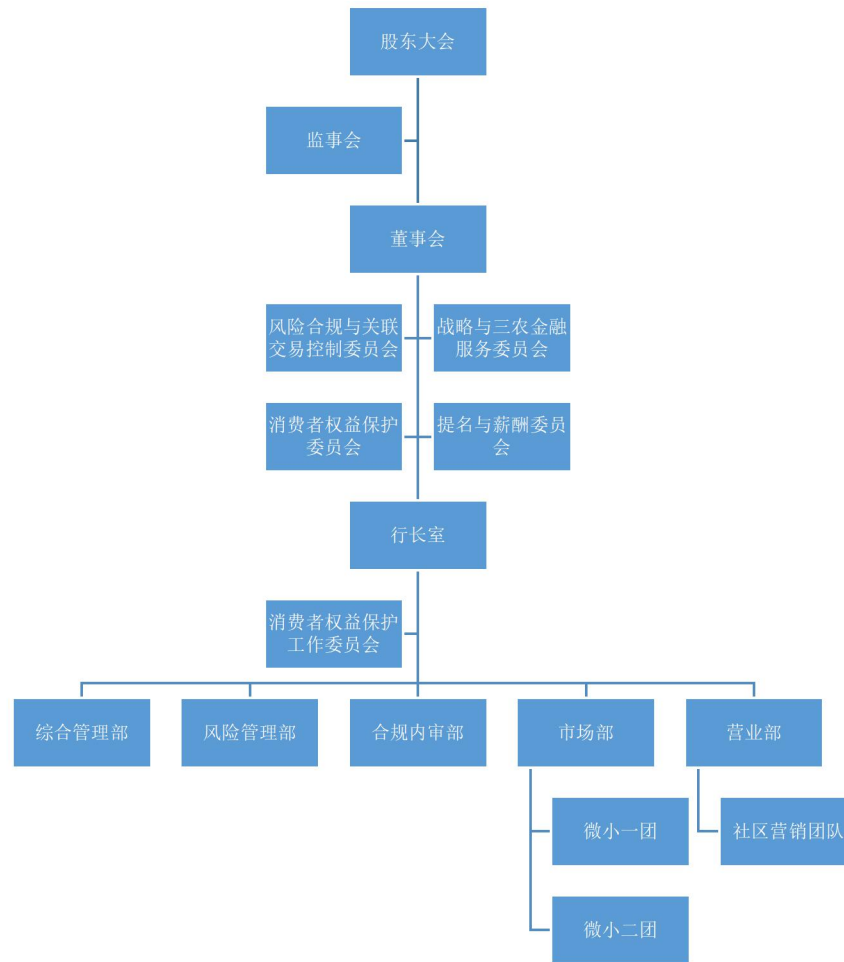 股东大会
监事会
董事会
风险合规与关联
交易控制委员会
战略与三农金融
服务委员会
消费者权益保护
委员会
提名与薪酬委员
会
行长室
消费者权益保护
工作委员会
综合管理部
风险管理部
合规内审部
市场部
营业部
微小一团
社区营销团队
微小二团